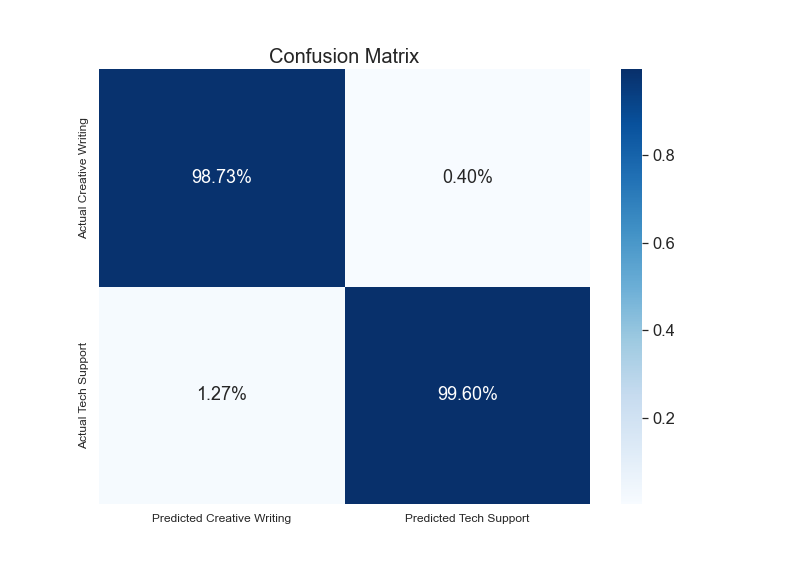 Confusion Matrix
Actual Creative Writing
98.73%
0.40%
Actual Tech Support
1.27%
99.60%
Predicted Creative Writing
Predicted Tech Support
0.8
0.6
0.4
0.2